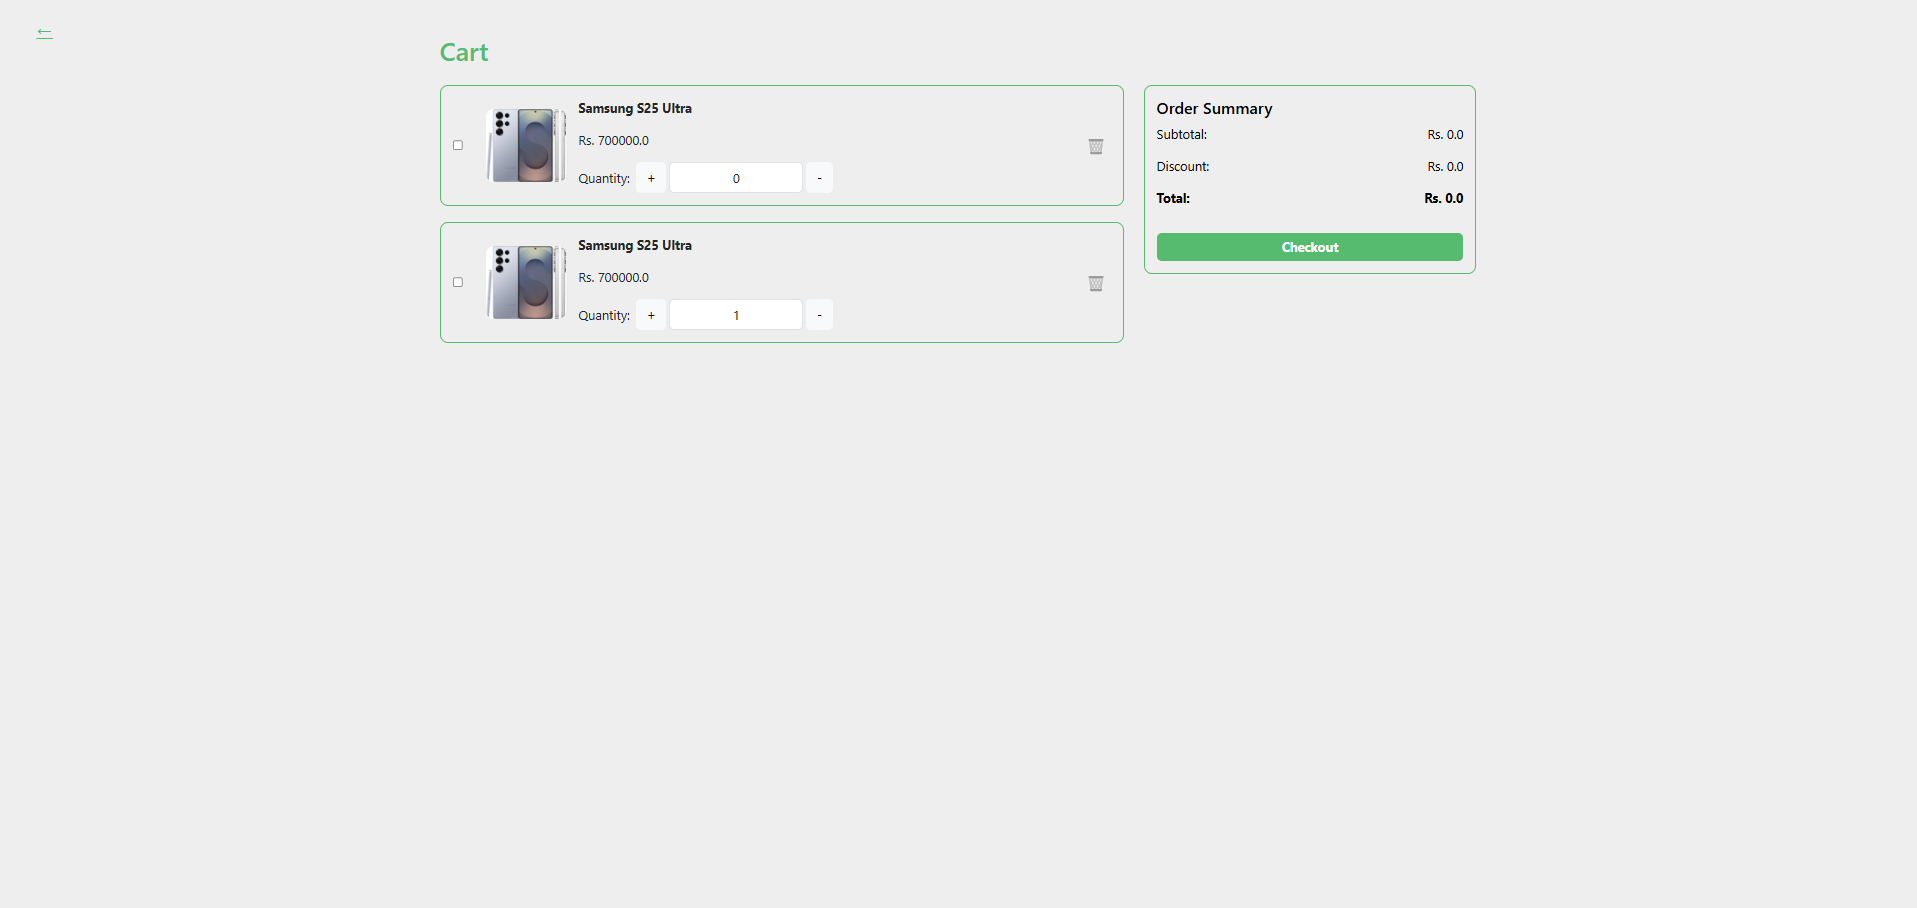 ←
Cart
Samsung S25 Ultra
Rs. 700000.0
Quantity: + 0 -
Samsung S25 Ultra
Rs. 700000.0
Quantity: + 1 -
Order Summary
Subtotal: Rs. 0.0
Discount: Rs. 0.0
Total: Rs. 0.0
Checkout